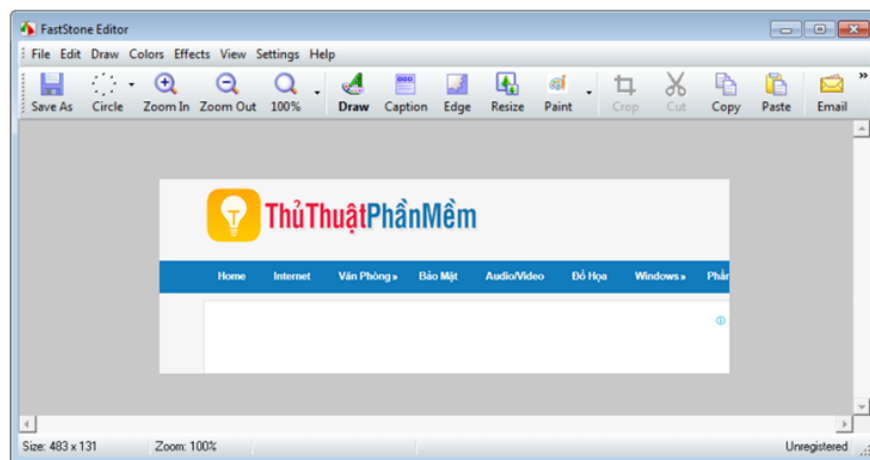 FastStone Editor
File Edit Draw Colors Effects View Settings Help
Save As Circle Zoom In Zoom Out 100% Draw Caption Edge Resize Paint Crop Cut Copy Paste Email »
ThủThuậtPhầnMềm
Home Internet Văn Phòng» Bảo Mật Audio/Video Đồ Họa Windows» Phần
Size: 483 x 131 Zoom: 100% Unregistered